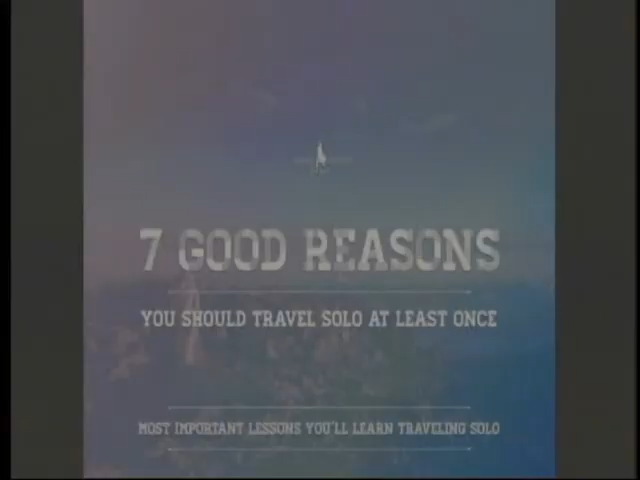 7 GOOD REASONS
YOU SHOULD TRAVEL SOLO AT LEAST ONCE
MOST IMPORTANT LESSONS YOU'LL LEARN TRAVELING SOLO